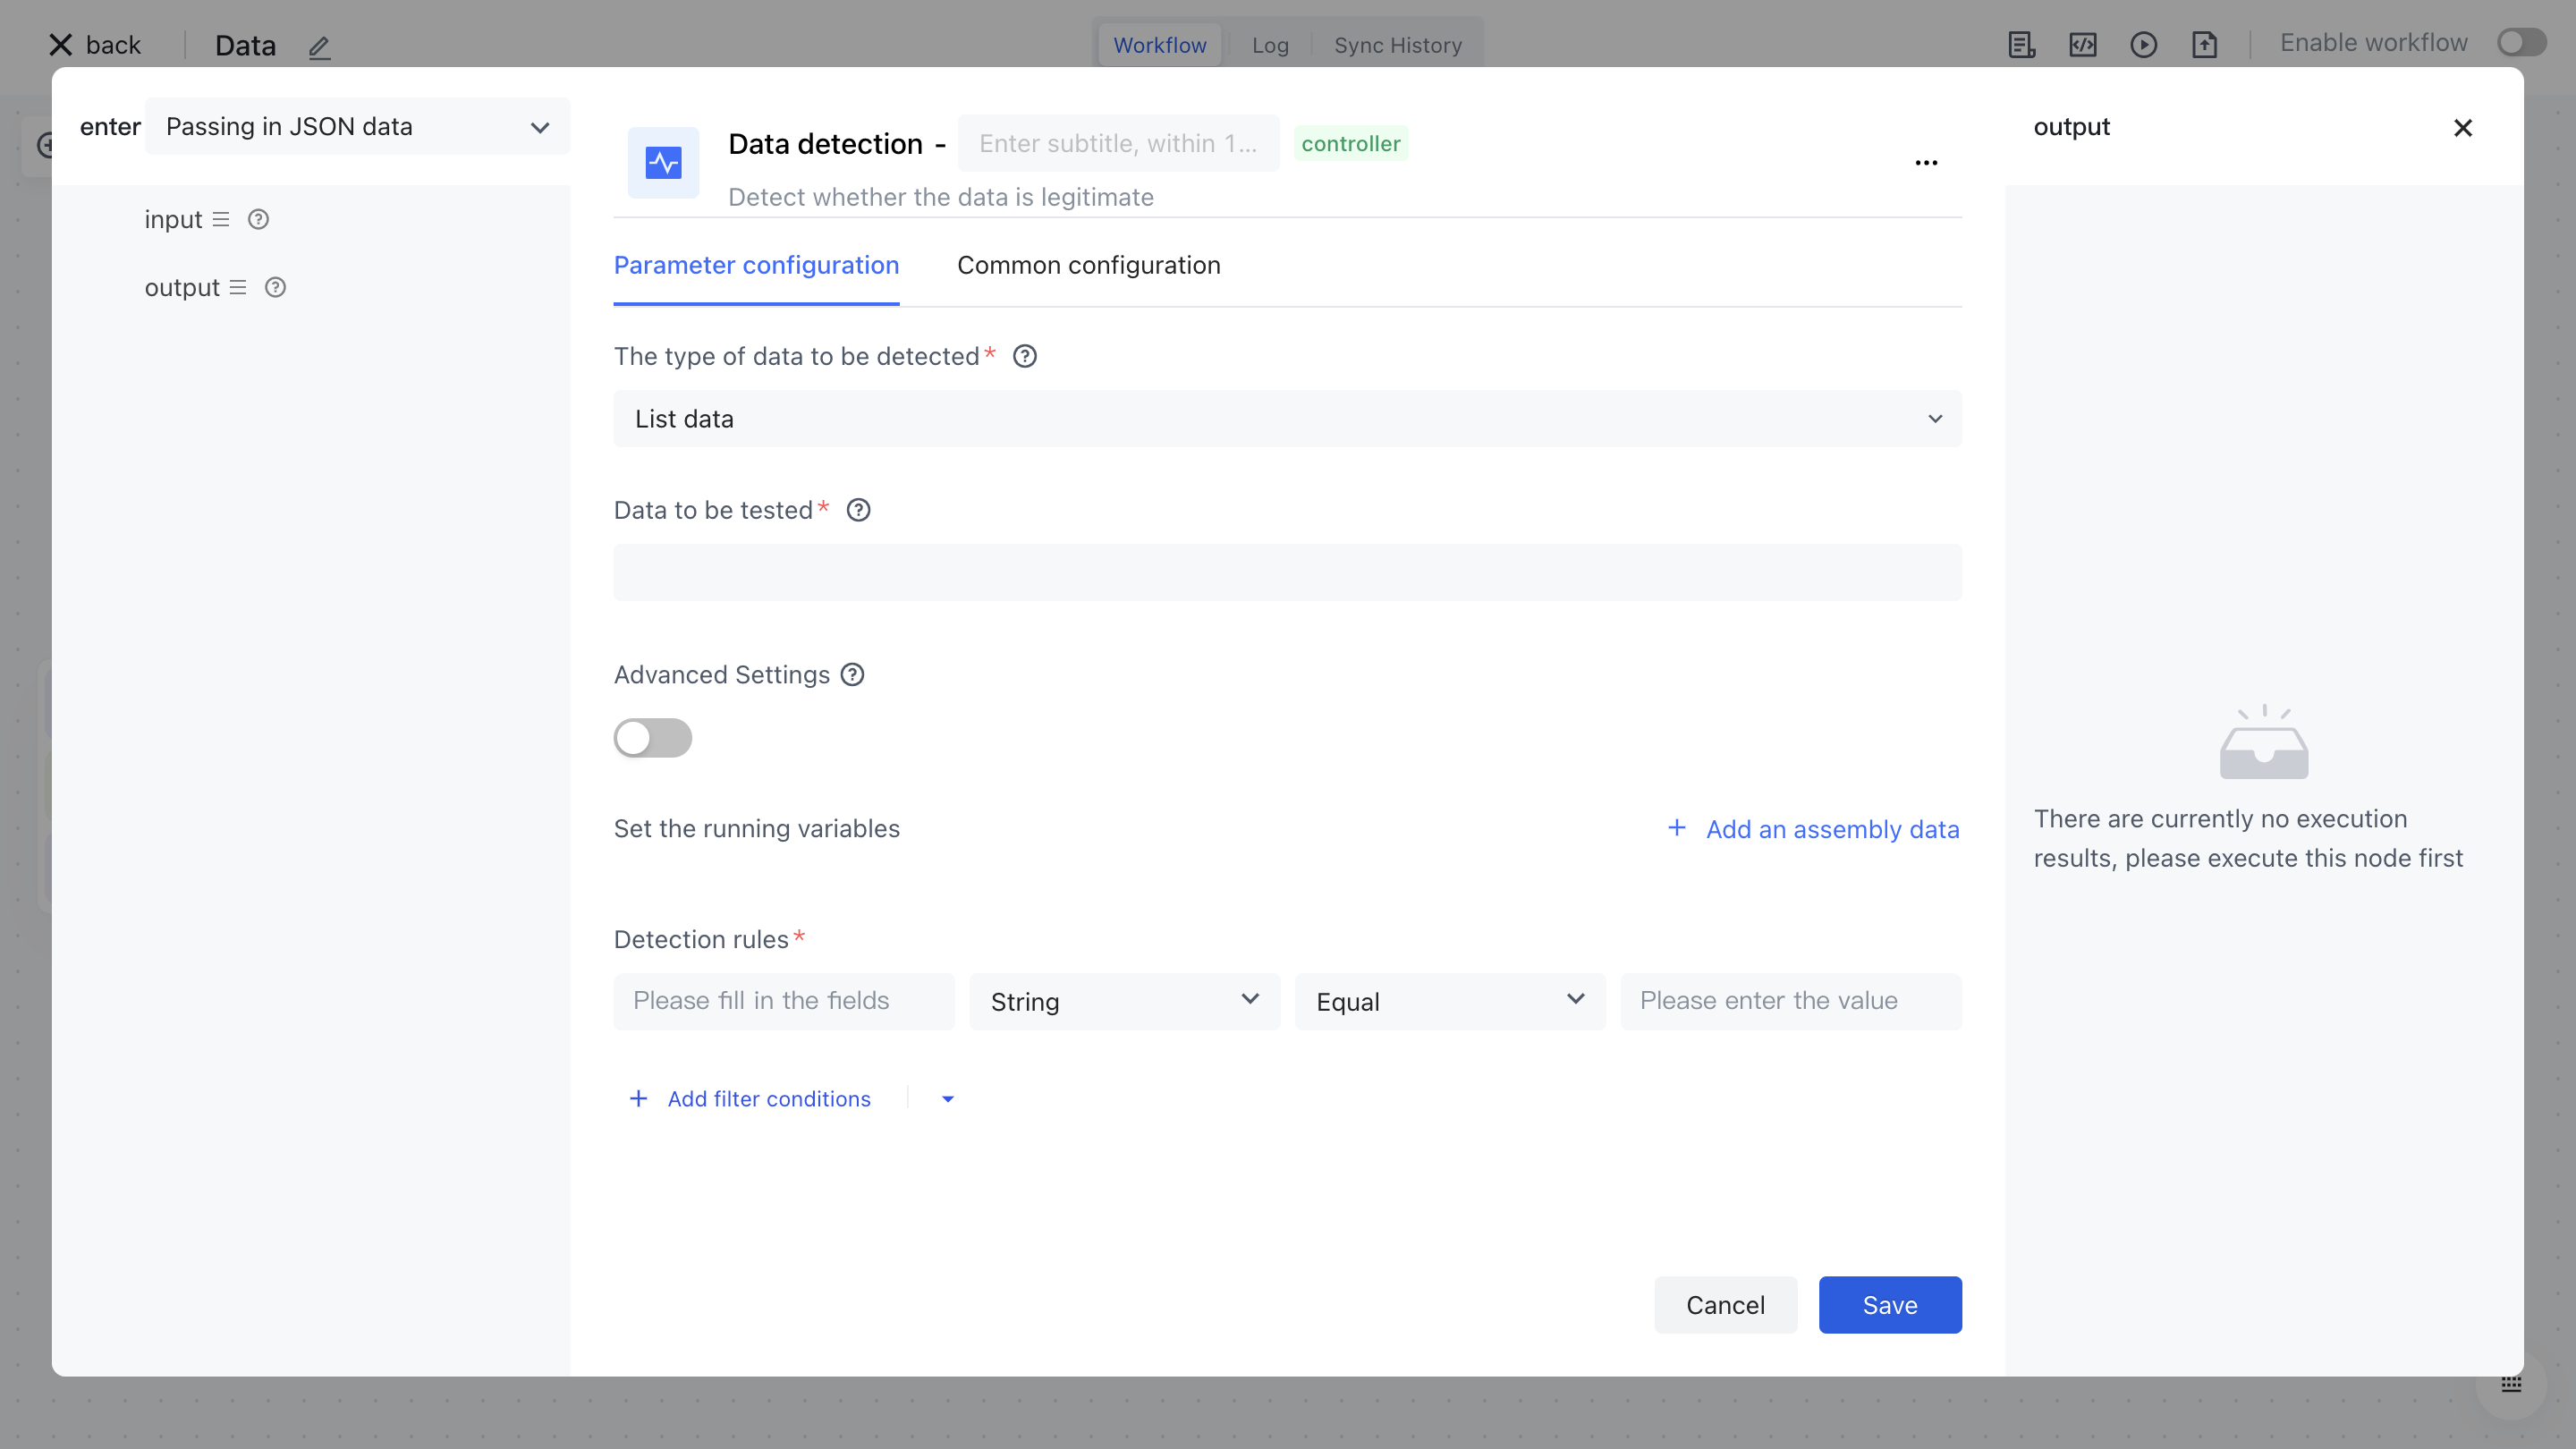 back
Data
Workflow
Log
Sync History
Enable workflow
enter
Passing in JSON data
input
output
Data detection -
Enter subtitle, within 1...
controller
Detect whether the data is legitimate
Parameter configuration
Common configuration
The type of data to be detected*
List data
Data to be tested*
Advanced Settings
Set the running variables
+ Add an assembly data
Detection rules*
Please fill in the fields
String
Equal
Please enter the value
+ Add filter conditions
Cancel
Save
output
There are currently no execution
results, please execute this node first